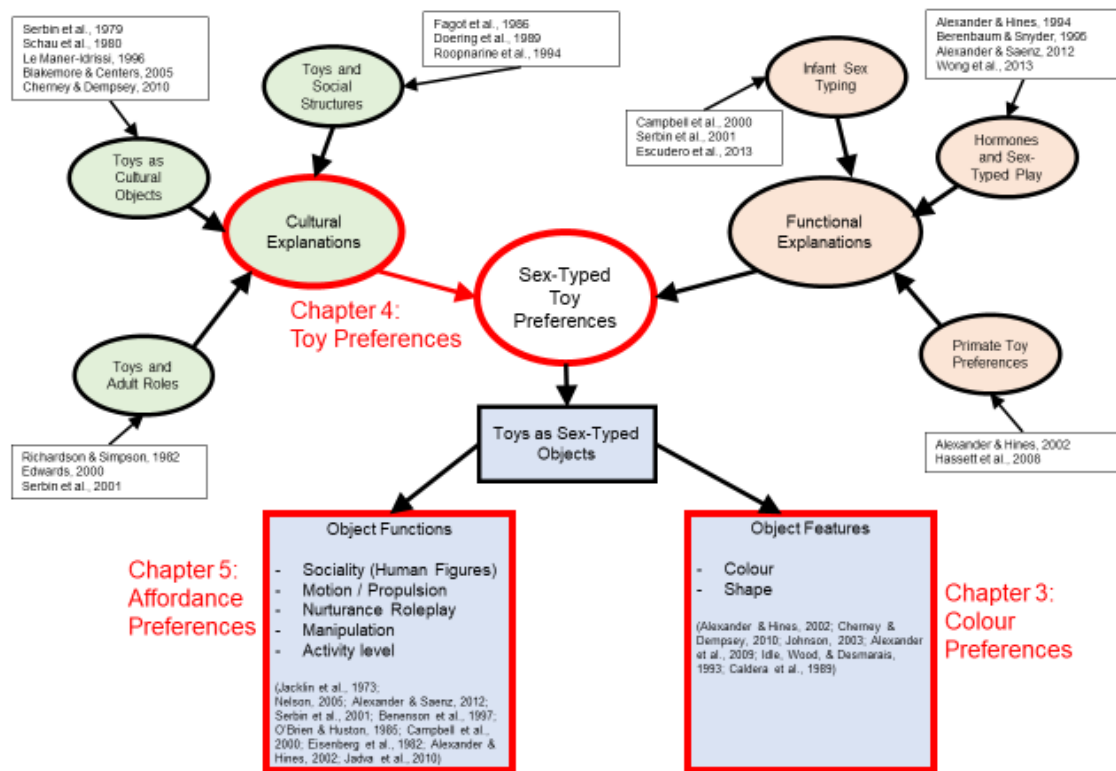 Serbin et al., 1979
Schau et al., 1980
Le Maner-Idrissi, 1996
Blakemore & Centers, 2005
Cherney & Dempsey, 2010
Fagot et al., 1986
Doering et al., 1989
Roopnarine et al., 1994
Alexander & Hines, 1994
Berenbaum & Snyder, 1995
Alexander & Saenz, 2012
Wong et al., 2013
Toys and
Social
Structures
Infant Sex
Typing
Campbell et al., 2000
Serbin et al., 2001
Escudero et al., 2013
Toys as
Cultural
Objects
Hormones
and Sex-
Typed Play
Cultural
Explanations
Functional
Explanations
Sex-Typed
Toy
Preferences
Chapter 4:
Toy Preferences
Toys and
Adult Roles
Primate Toy
Preferences
Richardson & Simpson, 1982
Edwards, 2000
Serbin et al., 2001
Alexander & Hines, 2002
Hassett et al., 2008
Toys as Sex-Typed
Objects
Chapter 5:
Affordance
Preferences
Object Functions
- Sociality (Human Figures)
- Motion / Propulsion
- Nurturance Roleplay
- Manipulation
- Activity level
(Jacklin et al., 1973;
Nelson, 2005; Alexander & Saenz, 2012;
Serbin et al., 2001; Benenson et al., 1997;
O'Brien & Huston, 1985; Campbell et al.,
2000; Eisenberg et al., 1982; Alexander &
Hines, 2002; Jadva et al., 2010)
Object Features
- Colour
- Shape
(Alexander & Hines, 2002; Cherney &
Dempsey, 2010; Johnson, 2003; Alexander
et al., 2009; Idle, Wood, & Desmarais,
1993; Caldera et al., 1989)
Chapter 3:
Colour
Preferences